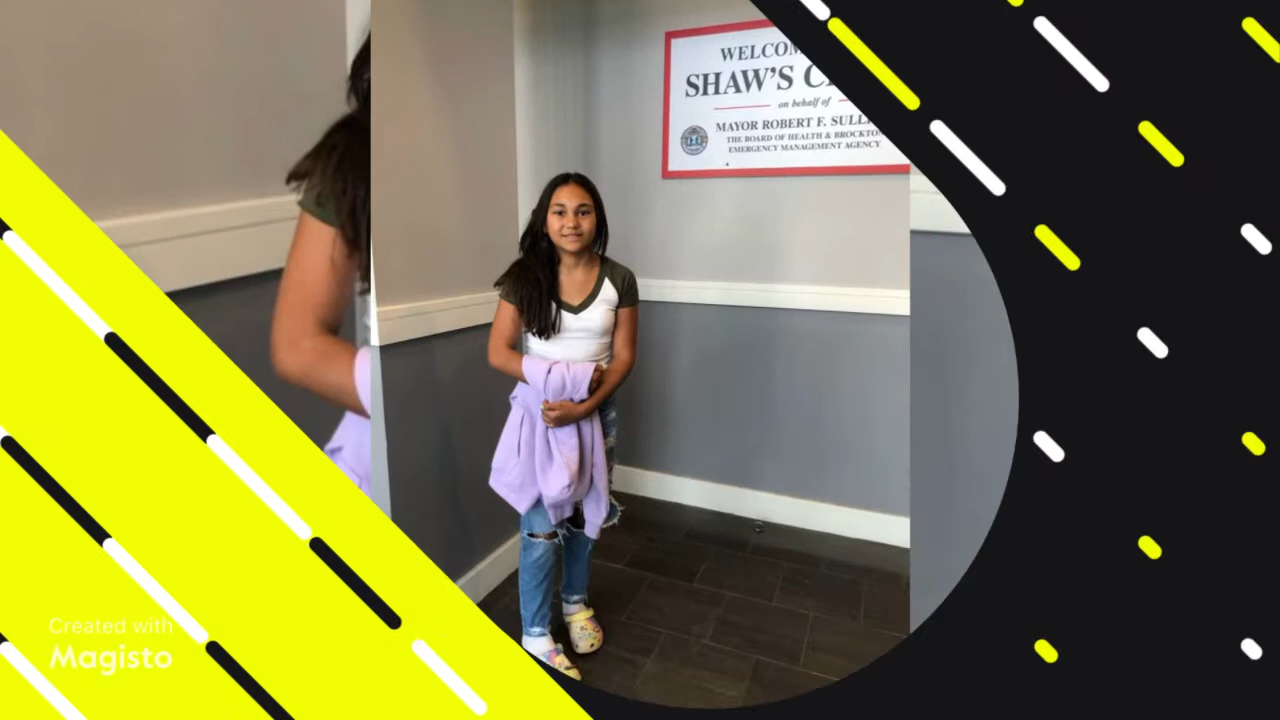 WELCOM
SHAW'S C
on behalf of
MAYOR ROBERT F. SULL
THE BOARD OF HEALTH & BROCKTON
EMERGENCY MANAGEMENT AGENCY
Created with
Magisto